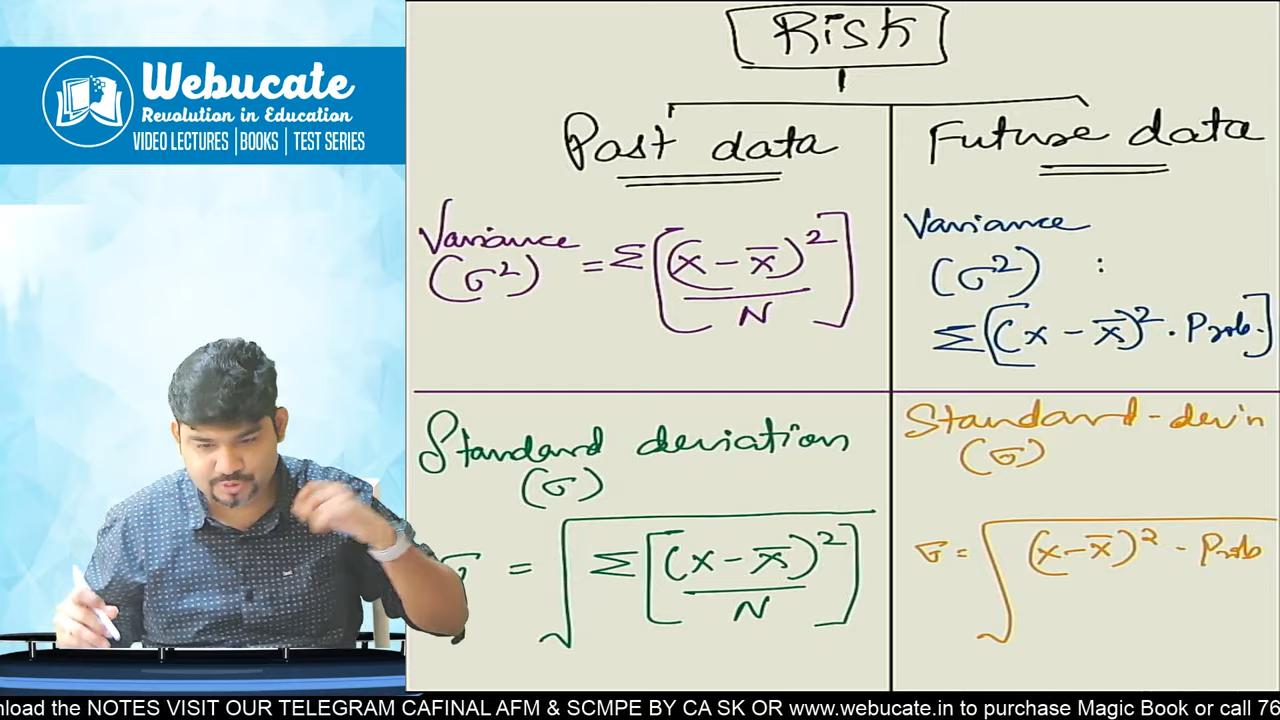 Webucate
Revolution in Education
VIDEO LECTURES | BOOKS | TEST SERIES
Risk
Past data
Future data
Variance
(σ²) = Σ[(x - x̄)²/N]
Variance
(σ²) :
Σ[(x - x̄)² . Prob.]
Standard deviation
(σ)
σ = √Σ[(x - x̄)²/N]
Standard-dev'n
(σ)
σ = √(x - x̄)² - Prob
nload the NOTES VISIT OUR TELEGRAM CAFINAL AFM & SCMPE BY CA SK OR www.webucate.in to purchase Magic Book or call 76